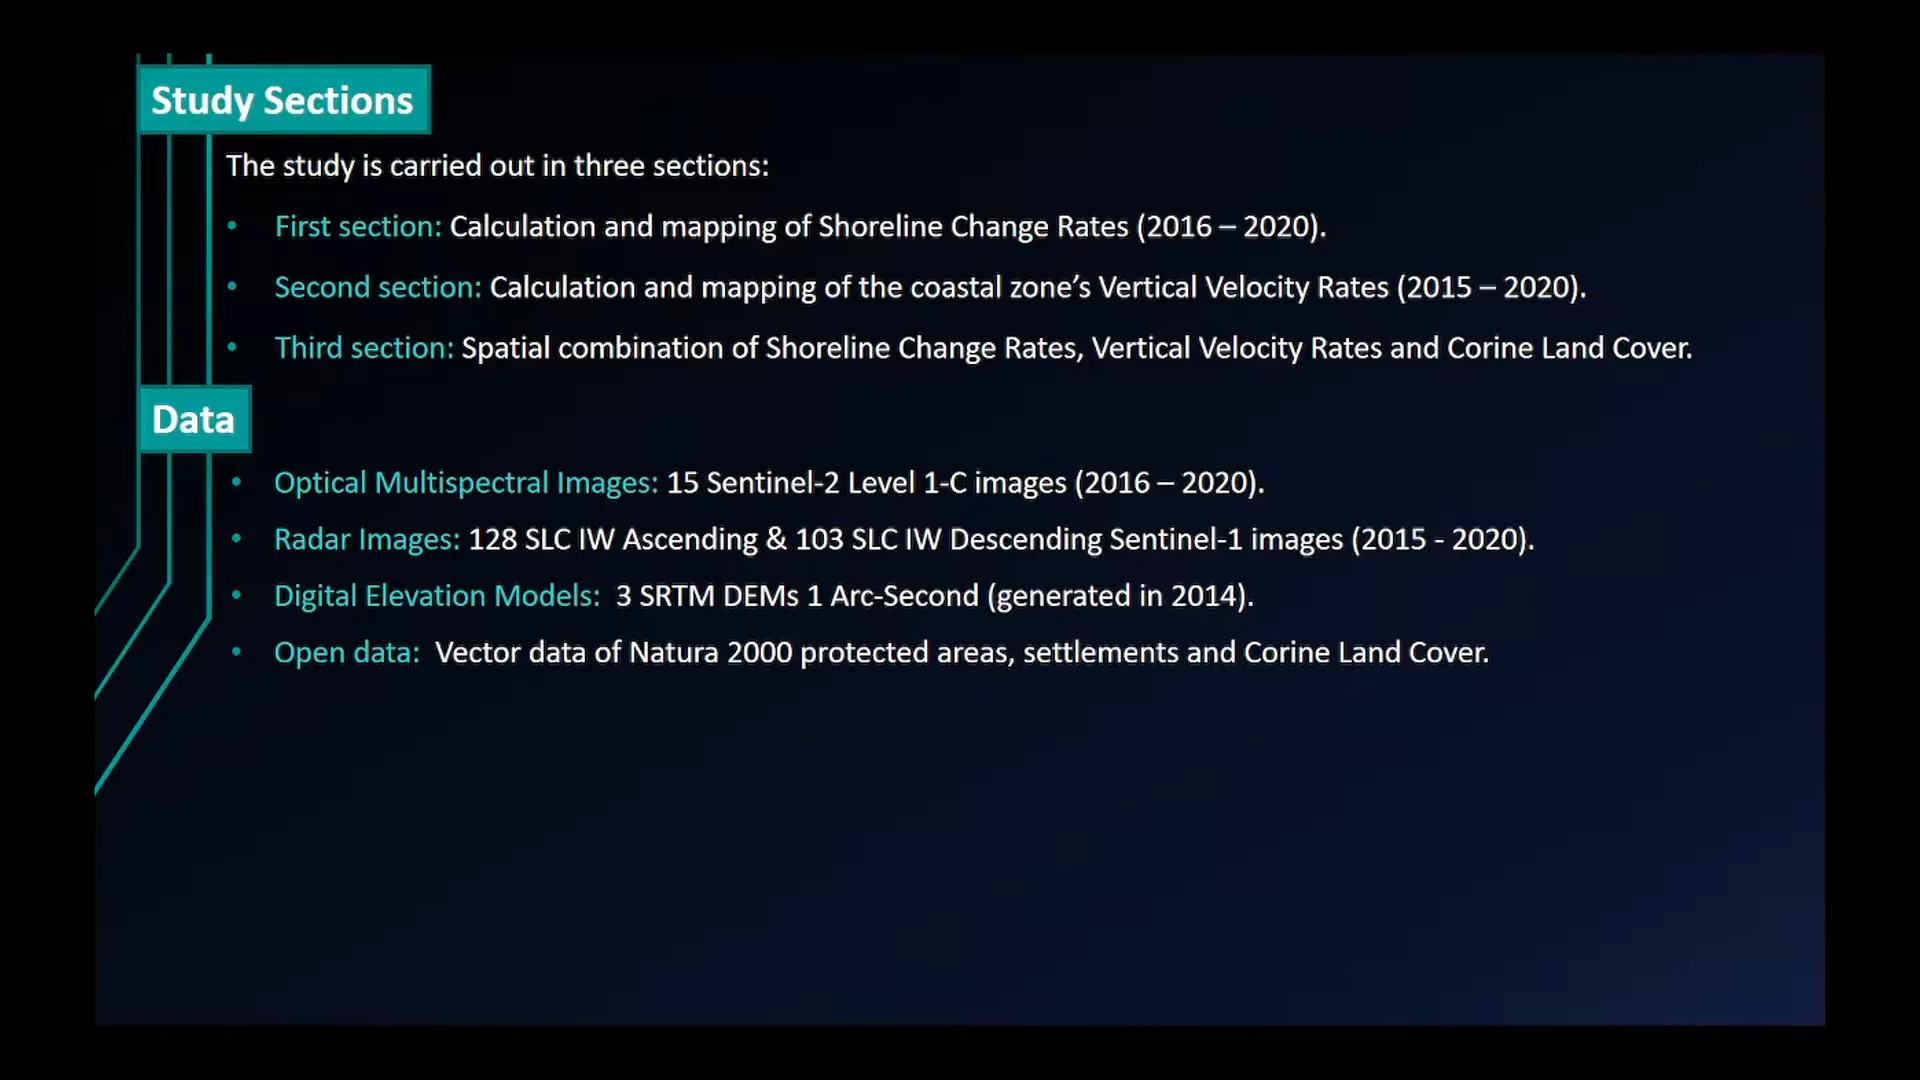 Study Sections
The study is carried out in three sections:
• First section: Calculation and mapping of Shoreline Change Rates (2016 – 2020).
• Second section: Calculation and mapping of the coastal zone’s Vertical Velocity Rates (2015 – 2020).
• Third section: Spatial combination of Shoreline Change Rates, Vertical Velocity Rates and Corine Land Cover.
Data
• Optical Multispectral Images: 15 Sentinel-2 Level 1-C images (2016 – 2020).
• Radar Images: 128 SLC IW Ascending & 103 SLC IW Descending Sentinel-1 images (2015 - 2020).
• Digital Elevation Models: 3 SRTM DEMs 1 Arc-Second (generated in 2014).
• Open data: Vector data of Natura 2000 protected areas, settlements and Corine Land Cover.